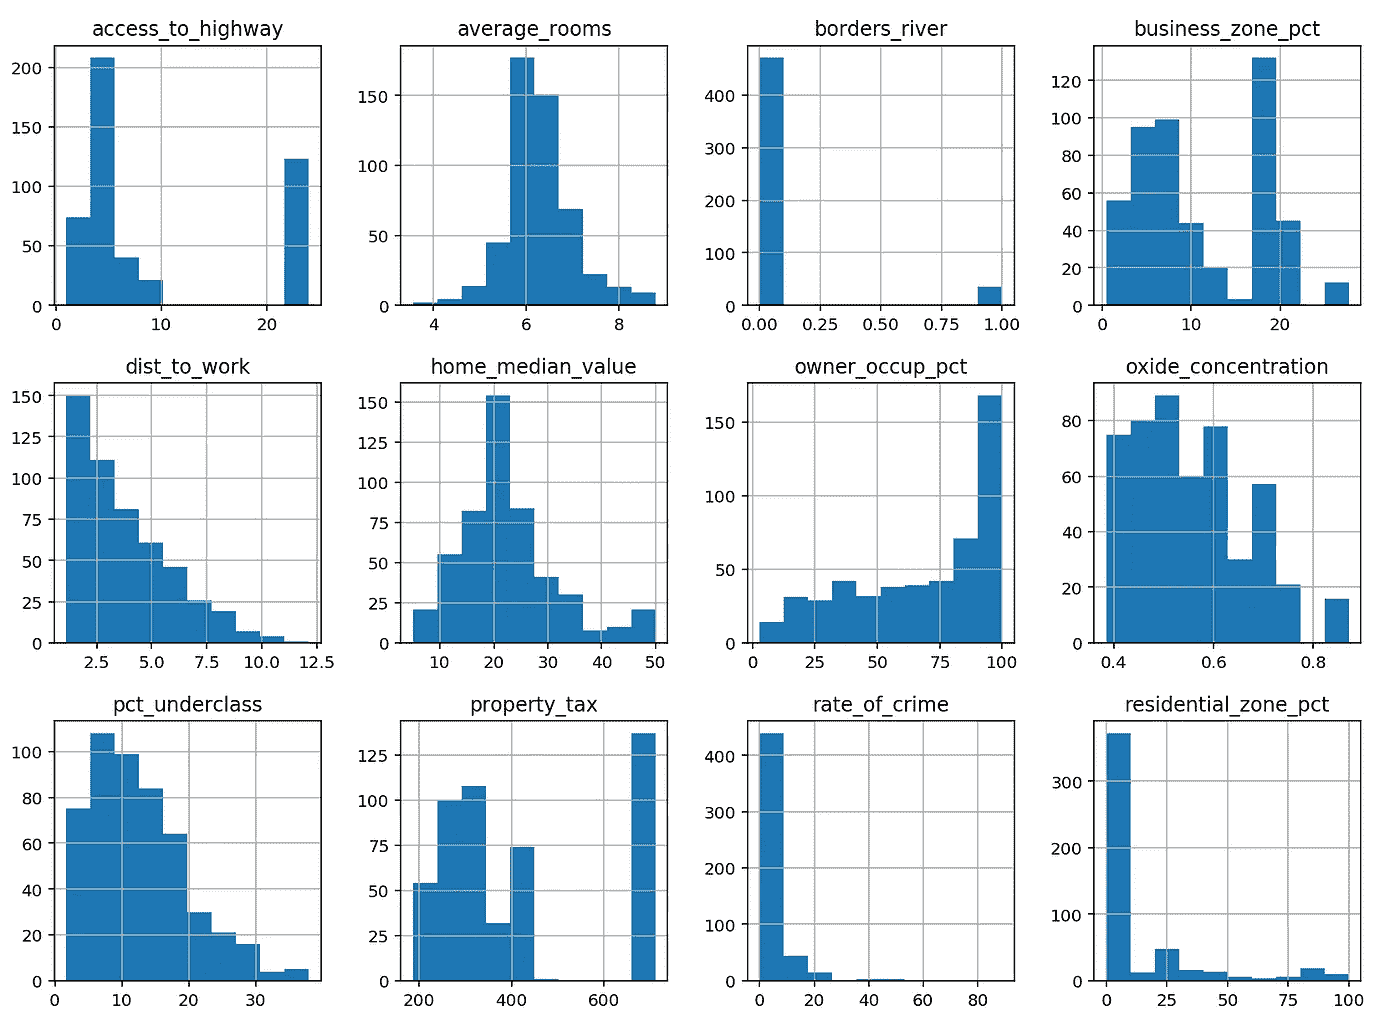 access_to_highway
200
150
100
50
0
0 10 20
average_rooms
150
100
50
0
4 6 8
borders_river
400
300
200
100
0
0.00 0.25 0.50 0.75 1.00
business_zone_pct
120
100
80
60
40
20
0
0 10 20
dist_to_work
150
125
100
75
50
25
0
2.5 5.0 7.5 10.0 12.5
home_median_value
150
125
100
75
50
25
0
10 20 30 40 50
owner_occup_pct
150
100
50
0
0 25 50 75 100
oxide_concentration
80
60
40
20
0
0.4 0.6 0.8
pct_underclass
100
80
60
40
20
0
0 10 20 30
property_tax
125
100
75
50
25
0
200 400 600
rate_of_crime
400
300
200
100
0
0 20 40 60 80
residential_zone_pct
300
200
100
0
0 25 50 75 100